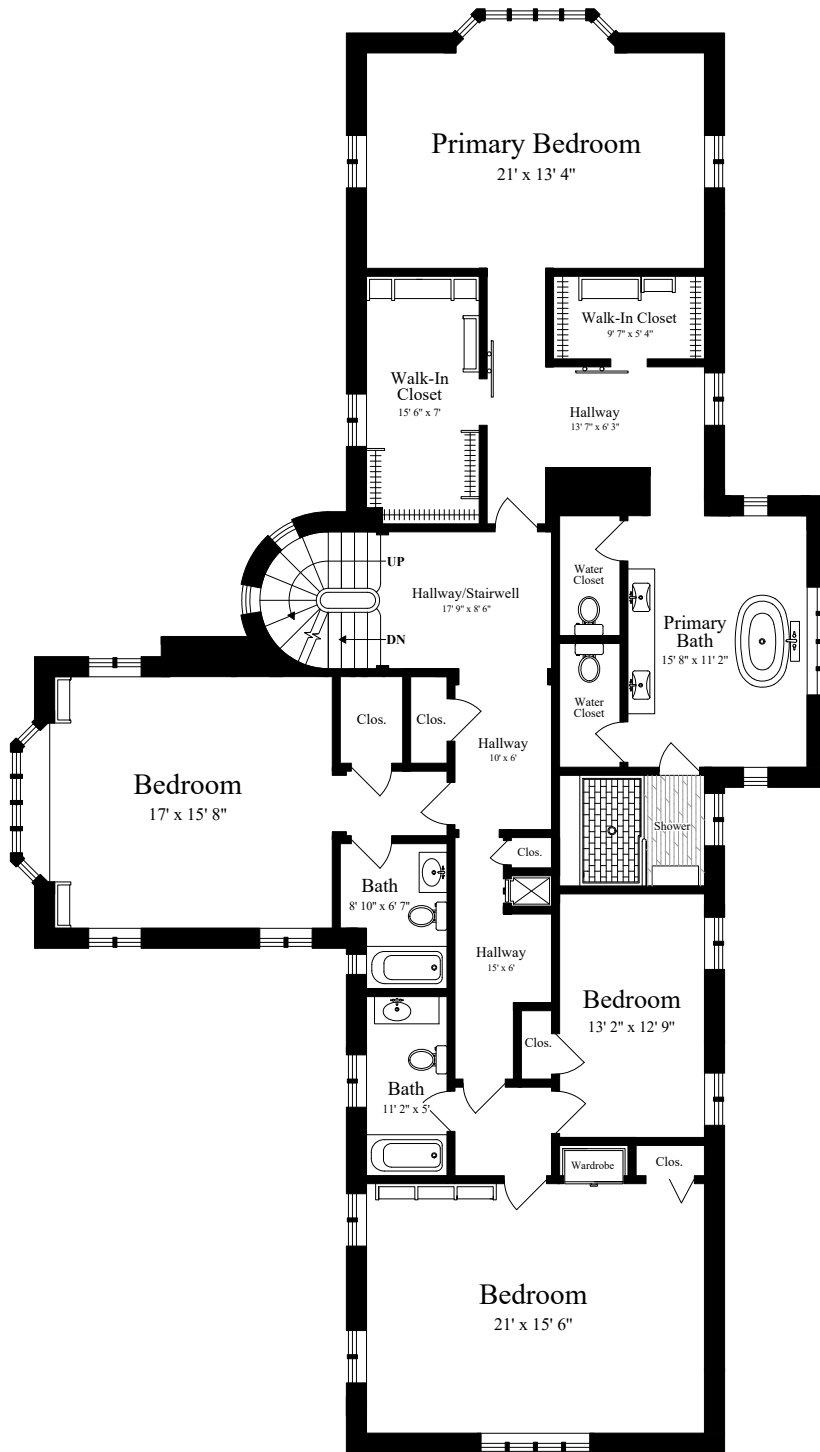 Primary Bedroom
21' x 13' 4"
Walk-In Closet
9' 7" x 5' 4"
Walk-In
Closet
15' 6" x 7'
Hallway
13' 7" x 6' 3"
UP
Hallway/Stairwell
17' 9" x 8' 6"
DN
Water
Closet
Primary
Bath
15' 8" x 11' 2"
Water
Closet
Clos.
Clos.
Hallway
10' x 6'
Bedroom
17' x 15' 8"
Shower
Clos.
Bath
8' 10" x 6' 7"
Hallway
15' x 6'
Bedroom
13' 2" x 12' 9"
Clos.
Bath
11' 2" x 5'
Wardrobe
Clos.
Bedroom
21' x 15' 6"